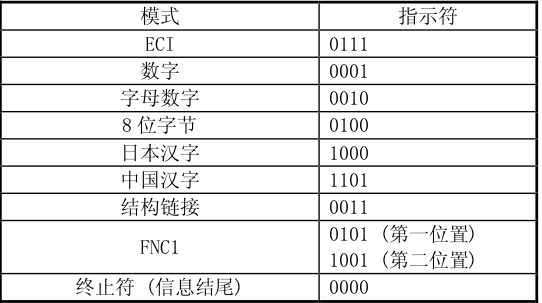 模式 指示符
ECI 0111
数字 0001
字母数字 0010
8位字节 0100
日本汉字 1000
中国汉字 1101
结构链接 0011
FNC1 0101 (第一位置)
1001 (第二位置)
终止符 (信息结尾) 0000